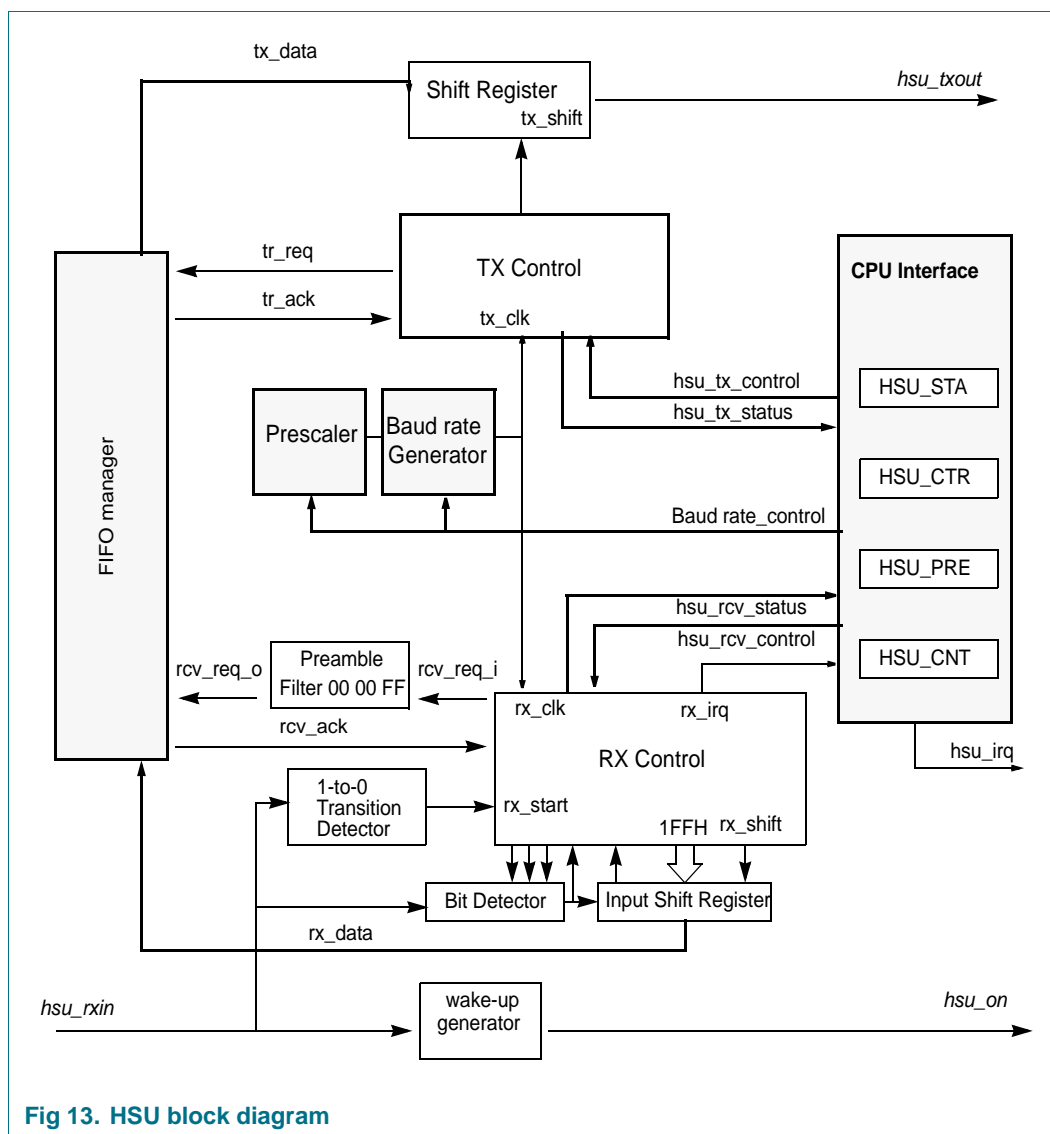 tx_data
Shift Register
tx_shift
hsu_txout
tr_req
tr_ack
TX Control
tx_clk
CPU Interface
hsu_tx_control
hsu_tx_status
HSU_STA
Prescaler
Baud rate
Generator
HSU_CTR
FIFO manager
Baud rate_control
HSU_PRE
hsu_rcv_status
hsu_rcv_control
HSU_CNT
rcv_req_o
Preamble
Filter 00 00 FF
rcv_req_i
rx_clk
rx_irq
rcv_ack
RX Control
hsu_irq
1-to-0
Transition
Detector
rx_start
1FFH
rx_shift
Bit Detector
Input Shift Register
rx_data
hsu_rxin
wake-up
generator
hsu_on
Fig 13. HSU block diagram